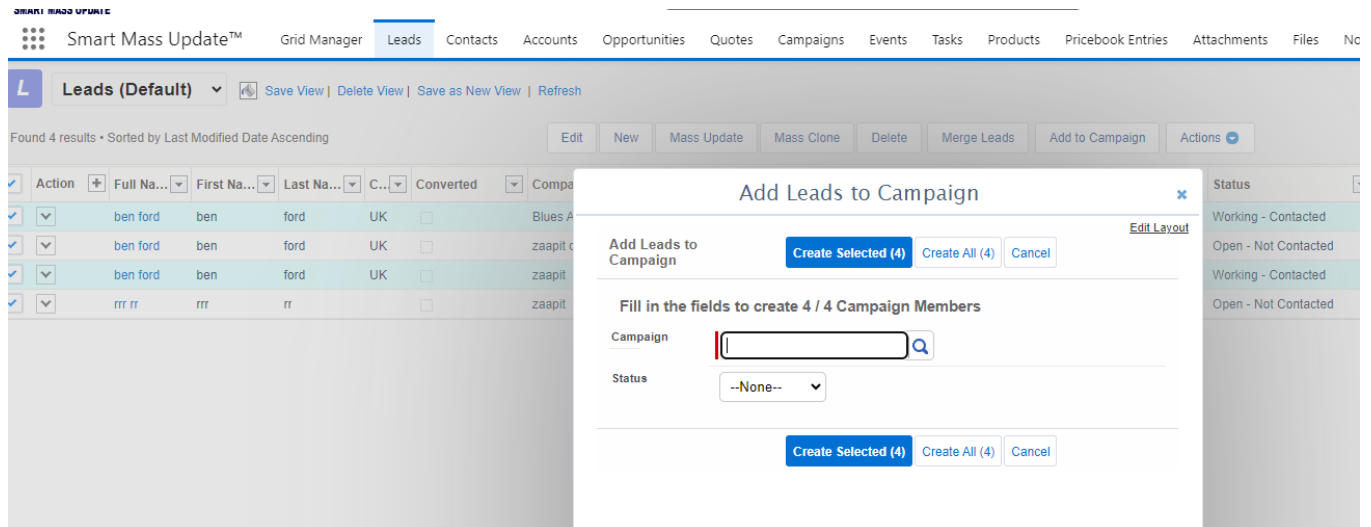 SMART MASS UPDATE
Smart Mass Update™ Grid Manager Leads Contacts Accounts Opportunities Quotes Campaigns Events Tasks Products Pricebook Entries Attachments Files No
L Leads (Default) Save View | Delete View | Save as New View | Refresh
Found 4 results • Sorted by Last Modified Date Ascending Edit New Mass Update Mass Clone Delete Merge Leads Add to Campaign Actions
Action Full Na... First Na... Last Na... C... Converted Compa Status
ben ford ben ford UK Blues A Working - Contacted
ben ford ben ford UK zaapit c Open - Not Contacted
ben ford ben ford UK zaapit Working - Contacted
rrr rr rrr rr zaapit Open - Not Contacted
Add Leads to Campaign ×
Edit Layout
Add Leads to
Campaign
Create Selected (4) Create All (4) Cancel
Fill in the fields to create 4 / 4 Campaign Members
Campaign
Status --None--
Create Selected (4) Create All (4) Cancel